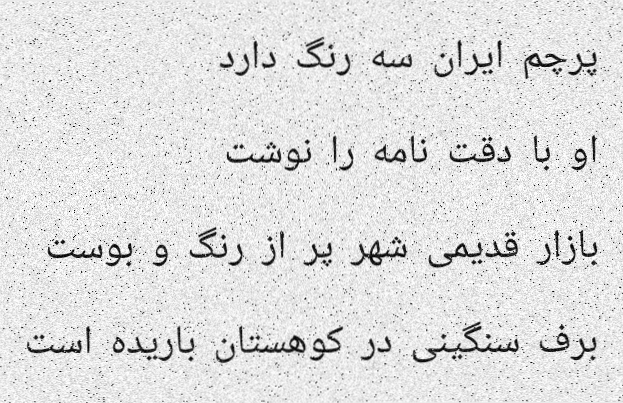 پرچم ایران سه رنگ دارد
او با دقت نامه را نوشت
بازار قدیمی شهر پر از رنگ و بوست
برف سنگینی در کوهستان باریده است